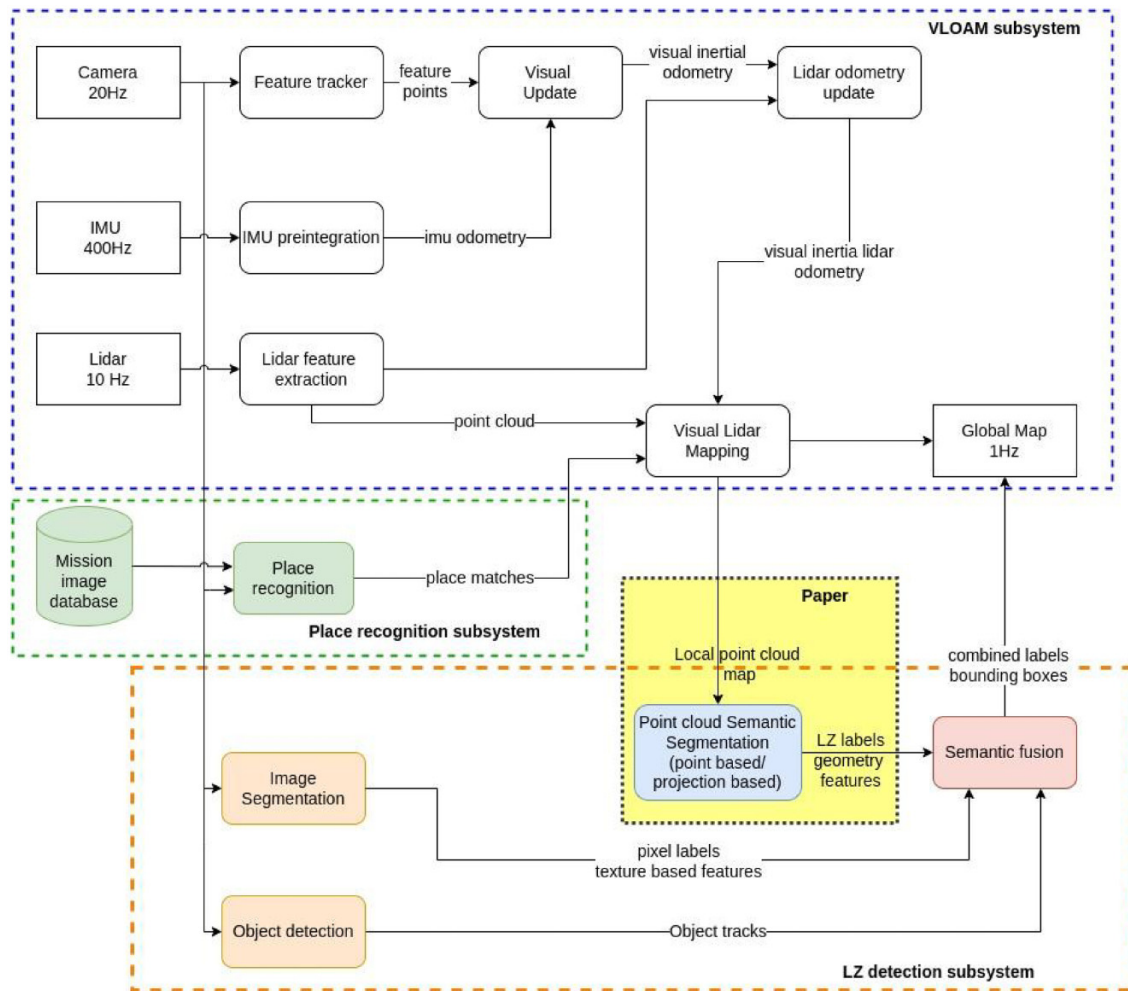 VLOAM subsystem
Camera
20Hz
Feature tracker
feature
points
Visual
Update
visual inertial
odometry
Lidar odometry
update
IMU
400Hz
IMU preintegration
imu odometry
visual inertia lidar
odometry
Lidar
10 Hz
Lidar feature
extraction
point cloud
Visual Lidar
Mapping
Global Map
1Hz
Mission
image
database
Place
recognition
place matches
Place recognition subsystem
Paper
Local point cloud
map
combined labels
bounding boxes
Point cloud Semantic
Segmentation
(point based/
projection based)
LZ labels
geometry
features
Semantic fusion
Image
Segmentation
pixel labels
texture based features
Object detection
Object tracks
LZ detection subsystem